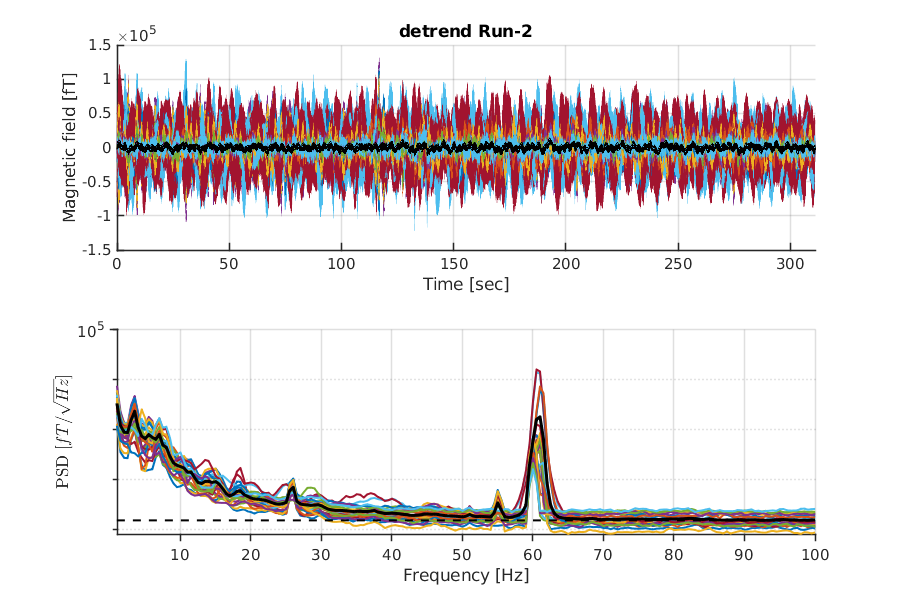 detrend Run-2
×10^5
1.5
1
0.5
0
-0.5
-1
-1.5
Magnetic field [fT]
0 50 100 150 200 250 300
Time [sec]
10^5
PSD [fT/√Hz]
10 20 30 40 50 60 70 80 90 100
Frequency [Hz]